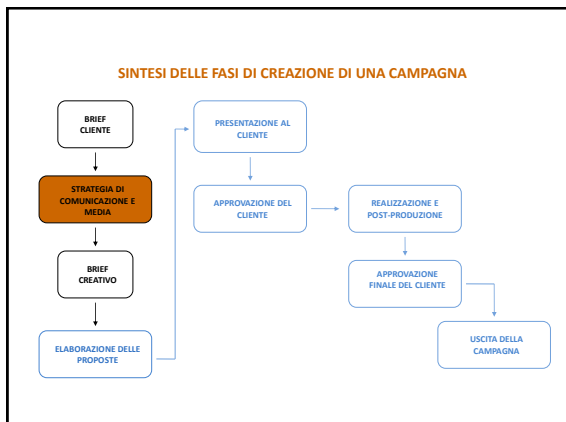 SINTESI DELLE FASI DI CREAZIONE DI UNA CAMPAGNA
BRIEF
CLIENTE
STRATEGIA DI
COMUNICAZIONE E
MEDIA
BRIEF
CREATIVO
ELABORAZIONE DELLE
PROPOSTE
PRESENTAZIONE AL
CLIENTE
APPROVAZIONE DEL
CLIENTE
REALIZZAZIONE E
POST-PRODUZIONE
APPROVAZIONE
FINALE DEL CLIENTE
USCITA DELLA
CAMPAGNA